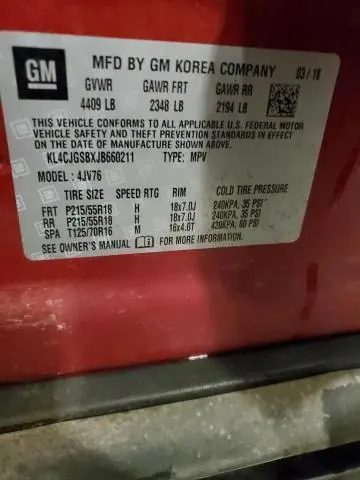 GM
MFD BY GM KOREA COMPANY 03/18
GVWR GAWR FRT GAWR RR
4409 LB 2348 LB 2194 LB
THIS VEHICLE CONFORMS TO ALL APPLICABLE U.S. FEDERAL MOTOR
VEHICLE SAFETY, BUMPER, AND THEFT PREVENTION STANDARDS
IN EFFECT ON THE DATE OF MANUFACTURE SHOWN ABOVE.
KL4CJGSBXJB660211 TYPE: MPV
MODEL: 4JV76
TIRE SIZE SPEED RTG RIM COLD TIRE PRESSURE
FRT P215/55R18 H 18x7.0J 240KPA, 35 PSI
RR P215/55R18 H 18x7.0J 240KPA, 35 PSI
SPA T125/70R16 M 16x4.0T 420KPA, 60 PSI
SEE OWNER'S MANUAL FOR MORE INFORMATION